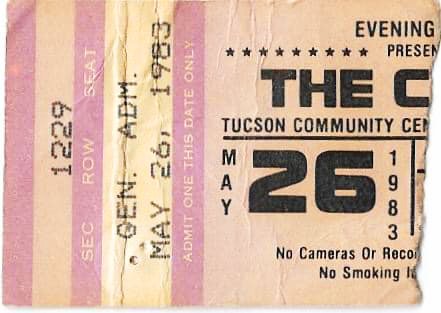 1229
SEC ROW SEAT
GEN. ADM.
MAY 26, 1983
ADMIT ONE THIS DATE ONLY
EVENING
PRESEN
THE C
TUCSON COMMUNITY CEN
MAY 26 1983
No Cameras Or Reco
No Smoking I